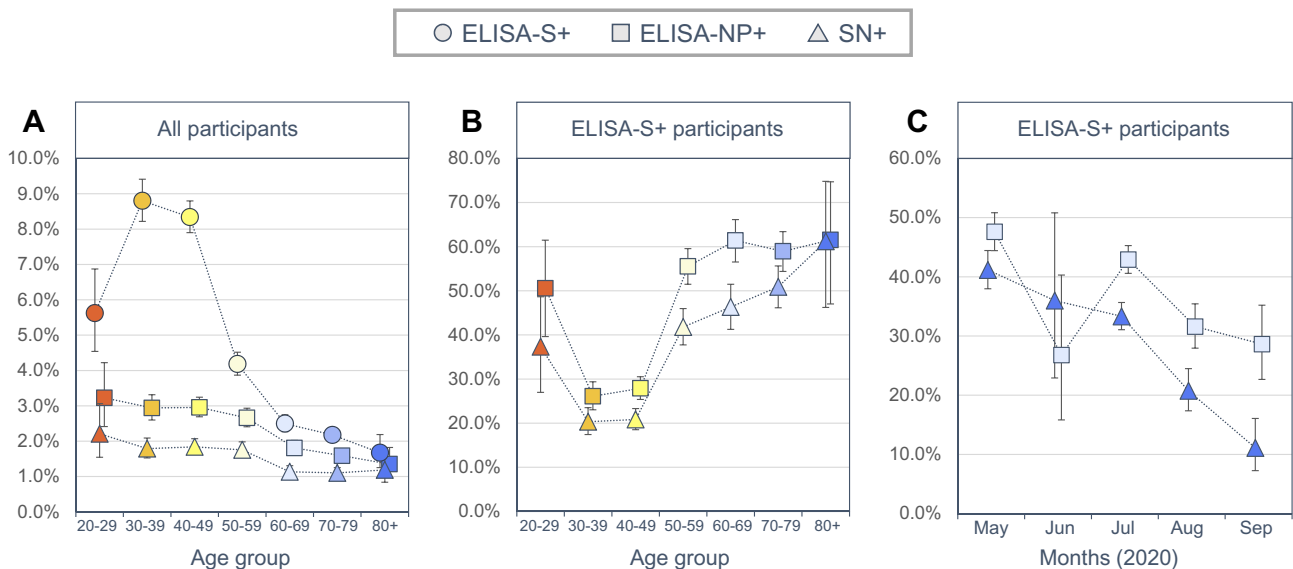 ELISA-S+ ELISA-NP+ SN+
A
All participants
10.0%
9.0%
8.0%
7.0%
6.0%
5.0%
4.0%
3.0%
2.0%
1.0%
0.0%
20-29 30-39 40-49 50-59 60-69 70-79 80+
Age group
B
ELISA-S+ participants
80.0%
70.0%
60.0%
50.0%
40.0%
30.0%
20.0%
10.0%
0.0%
20-29 30-39 40-49 50-59 60-69 70-79 80+
Age group
C
ELISA-S+ participants
60.0%
50.0%
40.0%
30.0%
20.0%
10.0%
0.0%
May Jun Jul Aug Sep
Months (2020)